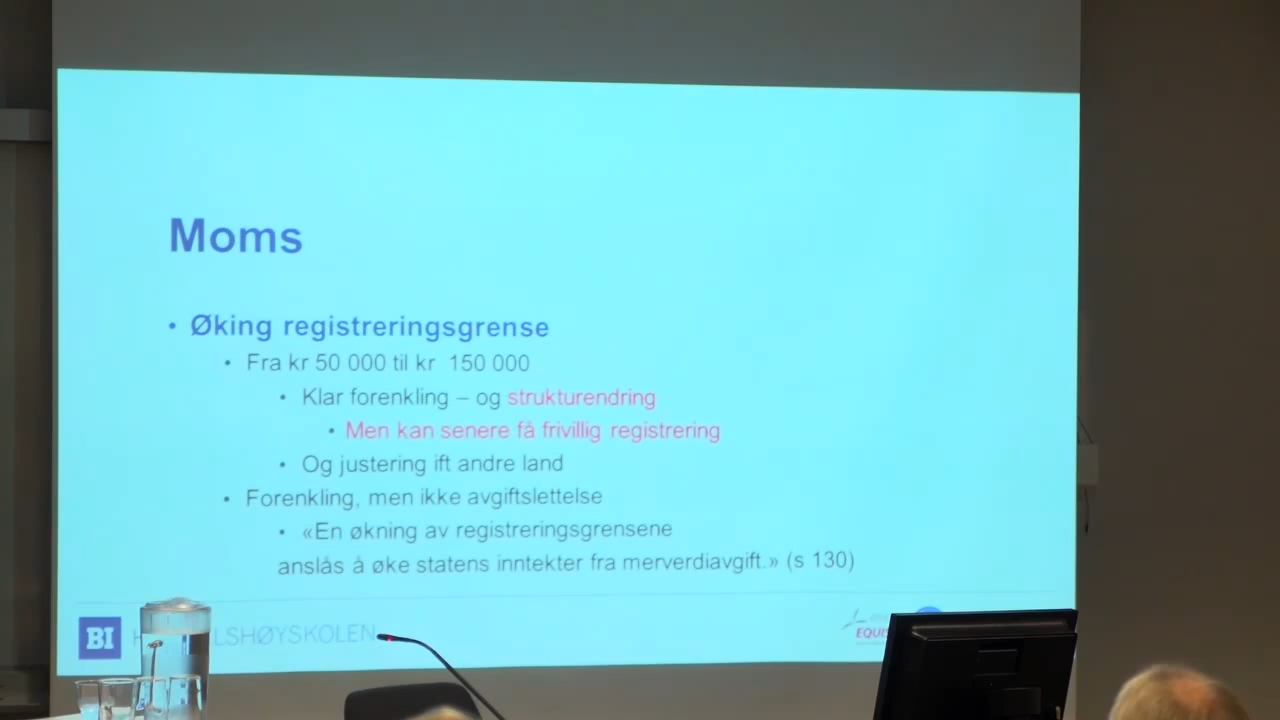 Moms
• Øking registreringsgrense
• Fra kr 50 000 til kr 150 000
• Klar forenkling – og strukturendring
• Men kan senere få frivillig registrering
• Og justering ift andre land
• Forenkling, men ikke avgiftslettelse
• «En økning av registreringsgrensene
anslås å øke statens inntekter fra merverdiavgift.» (s 130)
BI
LSHØYSKOLEN